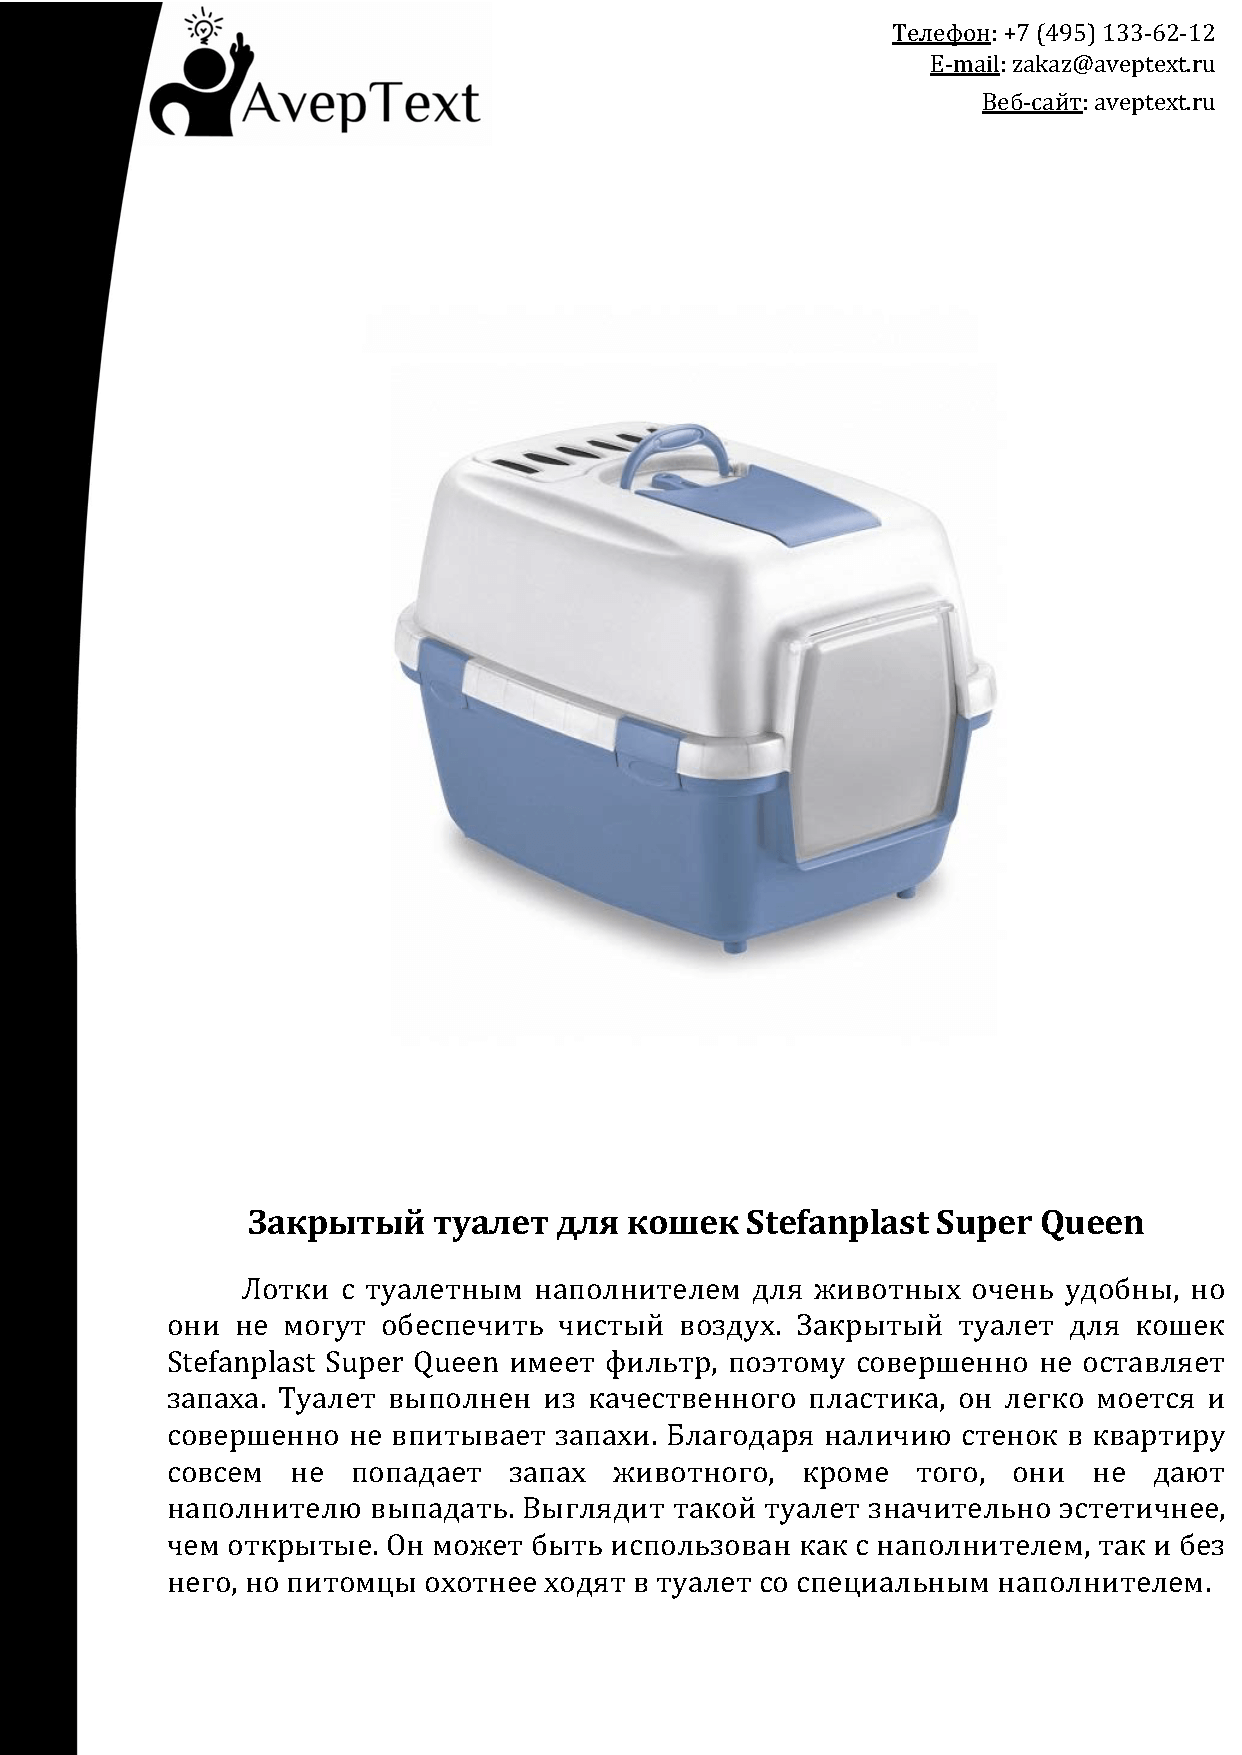 AvepText
Телефон: +7 (495) 133-62-12
E-mail: zakaz@aveptext.ru
Веб-сайт: aveptext.ru
Закрытый туалет для кошек Stefanplast Super Queen
Лотки с туалетным наполнителем для животных очень удобны, но
они не могут обеспечить чистый воздух. Закрытый туалет для кошек
Stefanplast Super Queen имеет фильтр, поэтому совершенно не оставляет
запаха. Туалет выполнен из качественного пластика, он легко моется и
совершенно не впитывает запахи. Благодаря наличию стенок в квартиру
совсем не попадает запах животного, кроме того, они не дают
наполнителю выпадать. Выглядит такой туалет значительно эстетичнее,
чем открытые. Он может быть использован как с наполнителем, так и без
него, но питомцы охотнее ходят в туалет со специальным наполнителем.